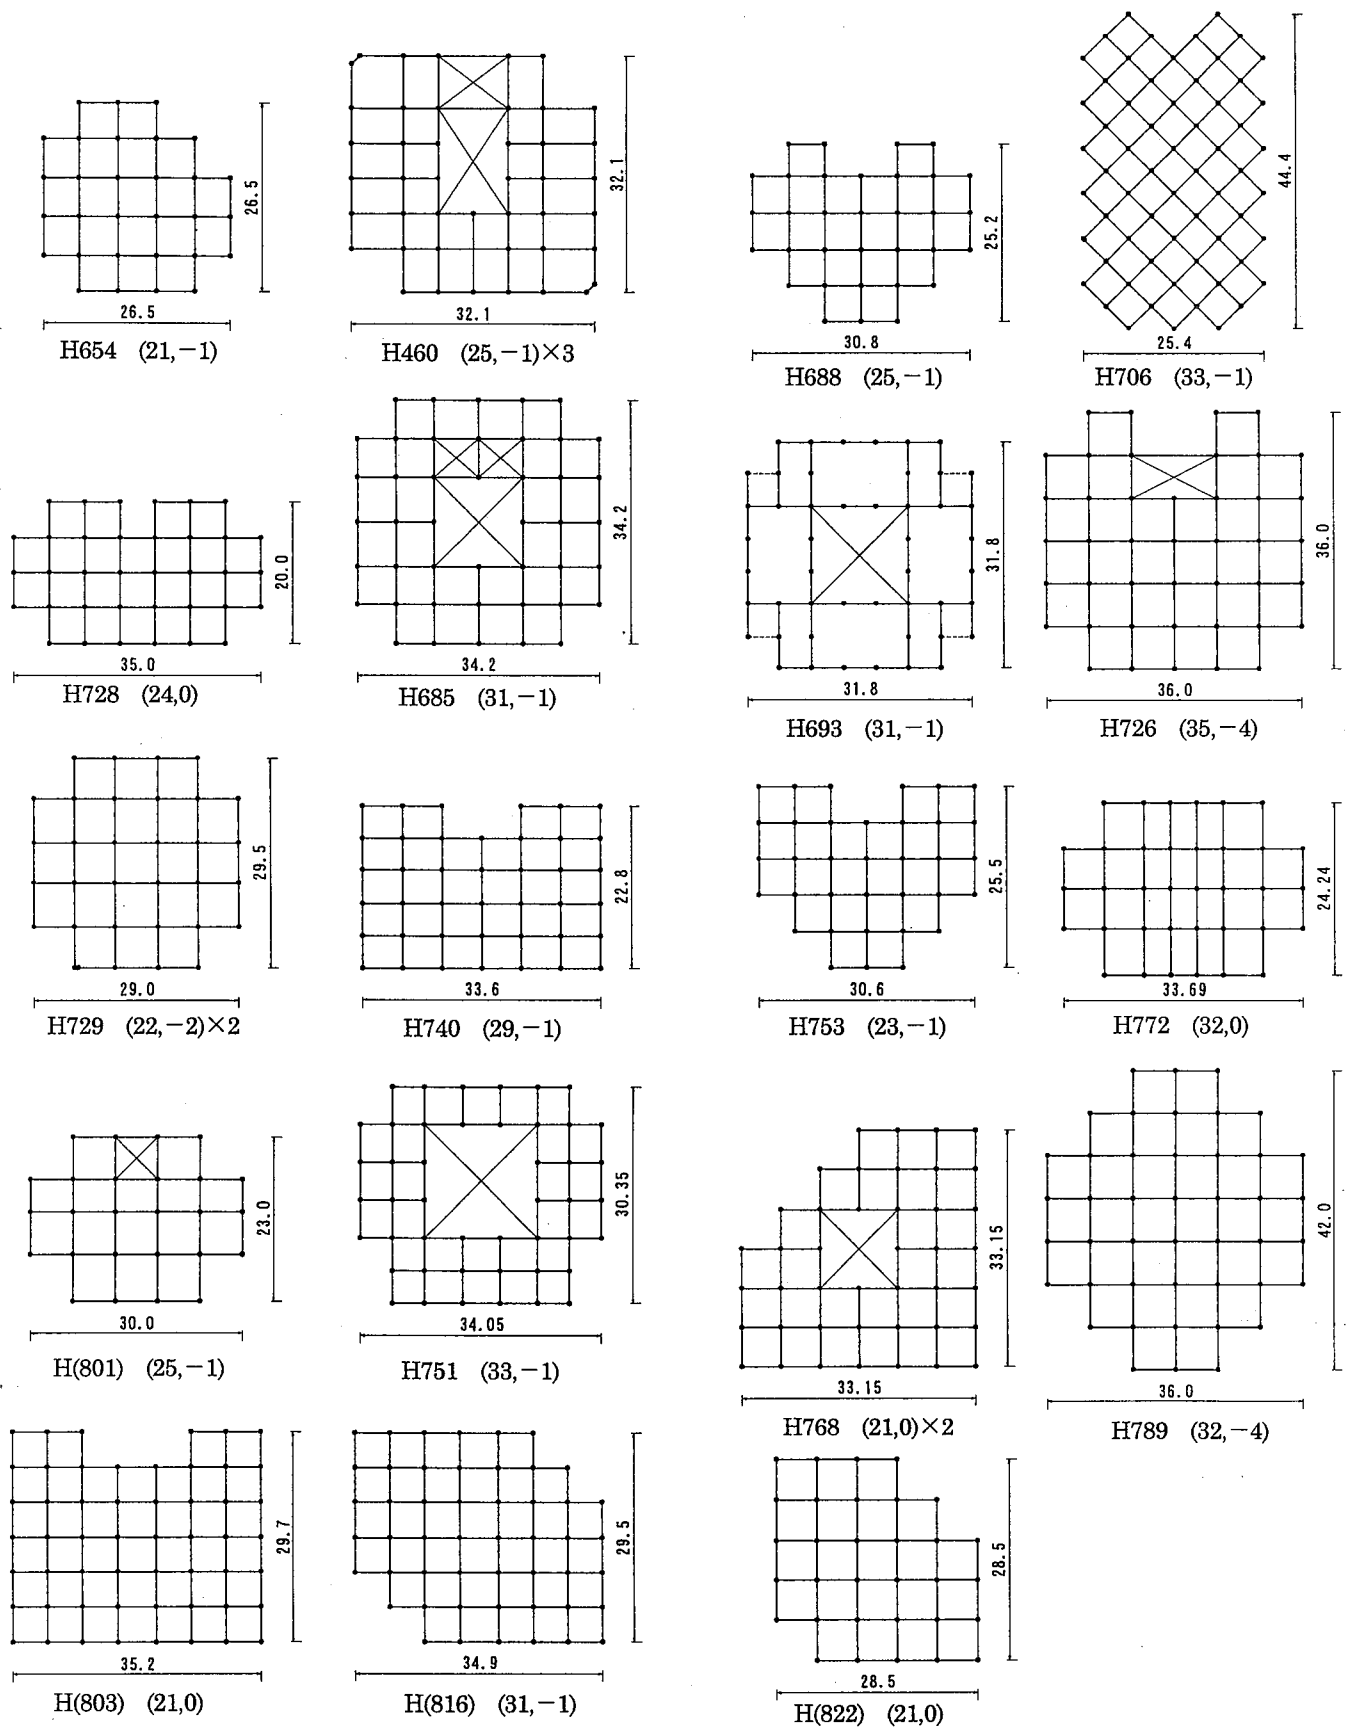 26.5
26.5
H654 (21,−1)
32.1
32.1
H460 (25,−1)×3
25.2
30.8
H688 (25,−1)
44.4
25.4
H706 (33,−1)
20.0
35.0
H728 (24,0)
34.2
34.2
H685 (31,−1)
31.8
31.8
H693 (31,−1)
36.0
36.0
H726 (35,−4)
29.5
29.0
H729 (22,−2)×2
22.8
33.6
H740 (29,−1)
25.5
30.6
H753 (23,−1)
24.24
33.69
H772 (32,0)
23.0
30.0
H(801) (25,−1)
30.35
34.05
H751 (33,−1)
33.15
33.15
H768 (21,0)×2
42.0
36.0
H789 (32,−4)
29.7
35.2
H(803) (21,0)
29.5
34.9
H(816) (31,−1)
28.5
28.5
H(822) (21,0)